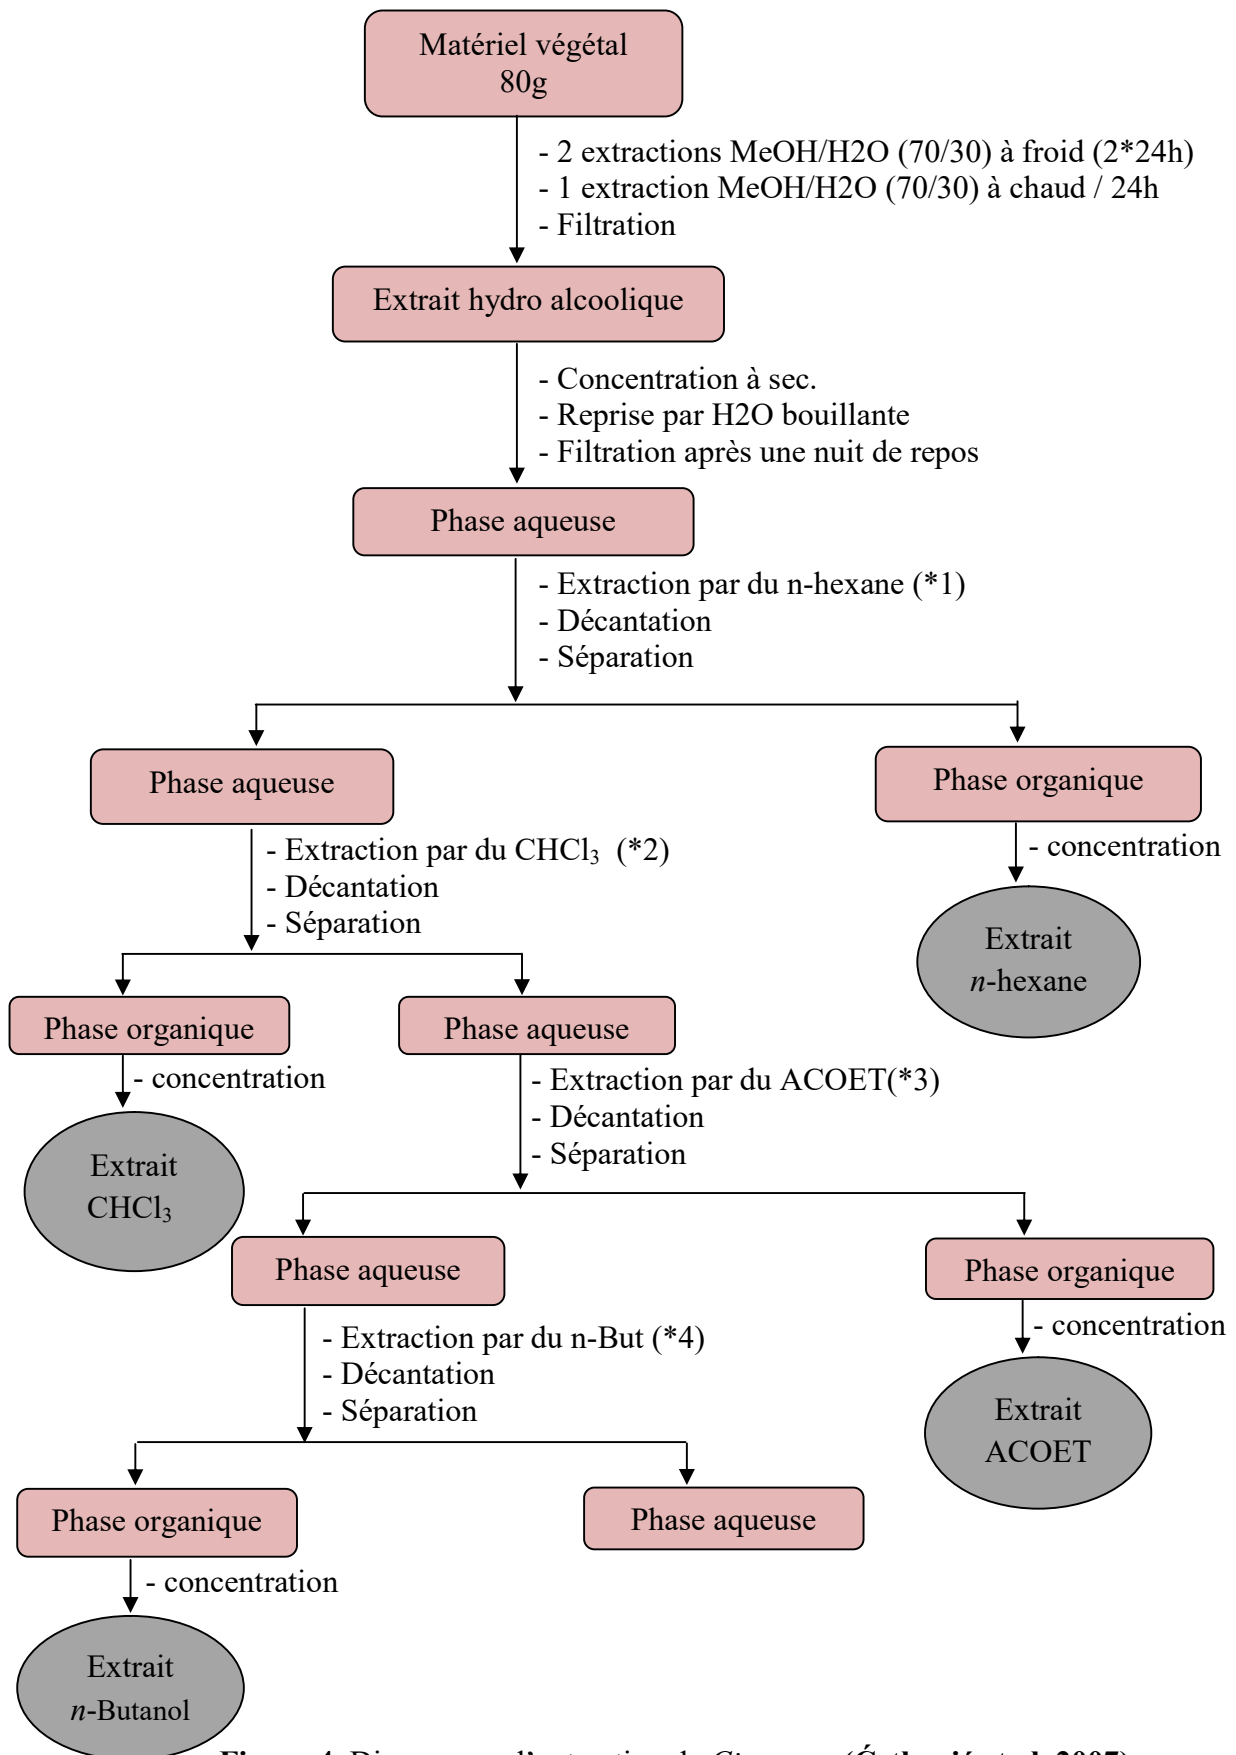 Matériel végétal
80g
- 2 extractions MeOH/H2O (70/30) à froid (2*24h)
- 1 extraction MeOH/H2O (70/30) à chaud / 24h
- Filtration
Extrait hydro alcoolique
- Concentration à sec.
- Reprise par H2O bouillante
- Filtration après une nuit de repos
Phase aqueuse
- Extraction par du n-hexane (*1)
- Décantation
- Séparation
Phase aqueuse
Phase organique
- Extraction par du CHCl₃ (*2)
- Décantation
- Séparation
- concentration
Extrait
n-hexane
Phase organique
Phase aqueuse
- concentration
- Extraction par du ACOET(*3)
- Décantation
- Séparation
Extrait
CHCl₃
Phase aqueuse
Phase organique
- Extraction par du n-But (*4)
- Décantation
- Séparation
- concentration
Extrait
ACOET
Phase organique
Phase aqueuse
- concentration
Extrait
n-Butanol